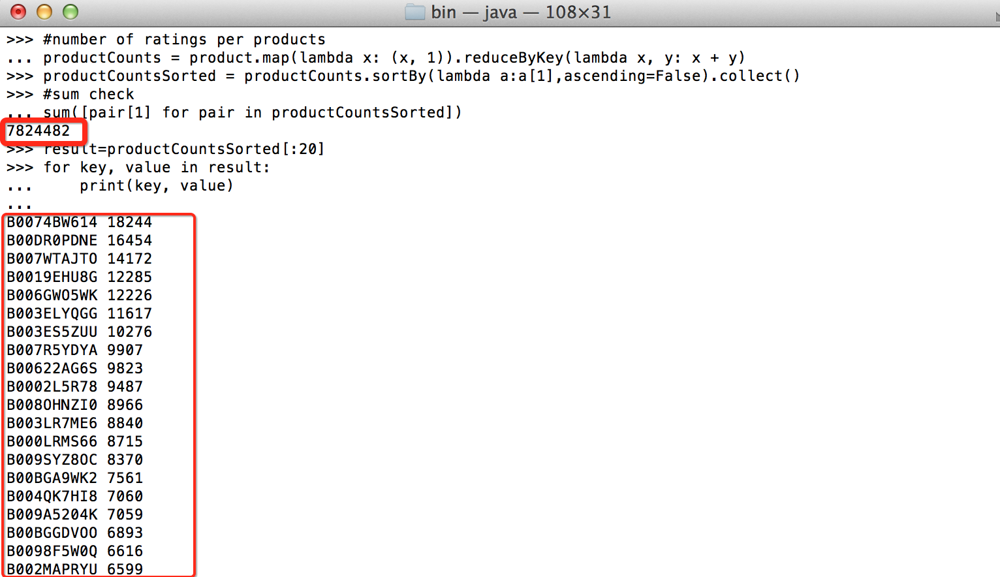 bin — java — 108×31
>>> #number of ratings per products
... productCounts = product.map(lambda x: (x, 1)).reduceByKey(lambda x, y: x + y)
>>> productCountsSorted = productCounts.sortBy(lambda a:a[1],ascending=False).collect()
>>> #sum check
... sum([pair[1] for pair in productCountsSorted])
7824482
>>> result=productCountsSorted[:20]
>>> for key, value in result:
...     print(key, value)
...
B0074BW614 18244
B00DR0PDNE 16454
B007WTAJTO 14172
B0019EHU8G 12285
B006GWO5WK 12226
B003ELYQGG 11617
B003ES5ZUU 10276
B007R5YDYA 9907
B00622AG6S 9823
B0002L5R78 9487
B008OHNZI0 8966
B003LR7ME6 8840
B000LRMS66 8715
B009SYZ8OC 8370
B00BGA9WK2 7561
B004QK7HI8 7060
B009A5204K 7059
B00BGGDVOO 6893
B0098F5W0Q 6616
B002MAPRYU 6599